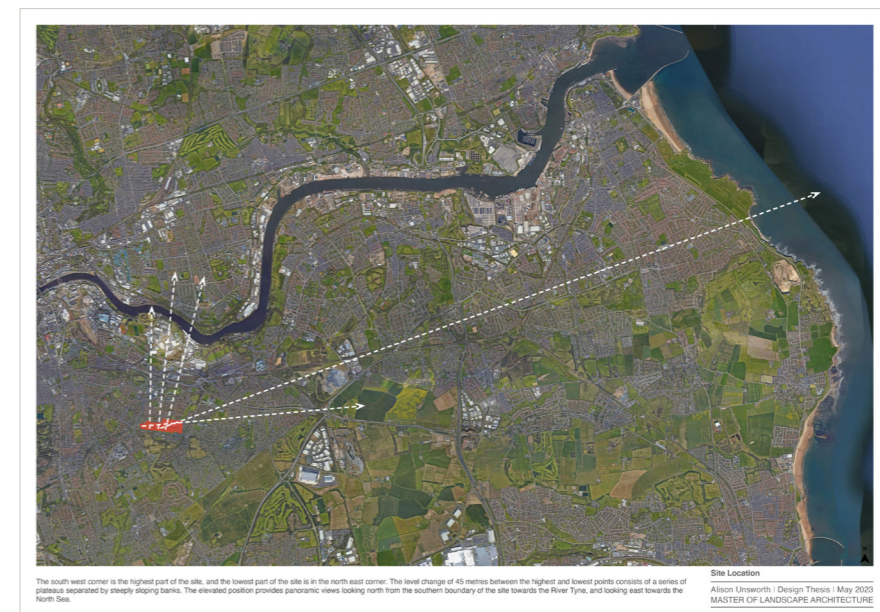 The south west corner is the highest part of the site, and the lowest part of the site is in the north east corner. The level change of 45 metres between the highest and lowest points consists of a series of
plateaus separated by steeply sloping banks. The elevated position provides panoramic views looking north from the southern boundary of the site towards the River Tyne, and looking east towards the
North Sea.
Site Location
Alison Unsworth | Design Thesis | May 2023
MASTER OF LANDSCAPE ARCHITECTURE